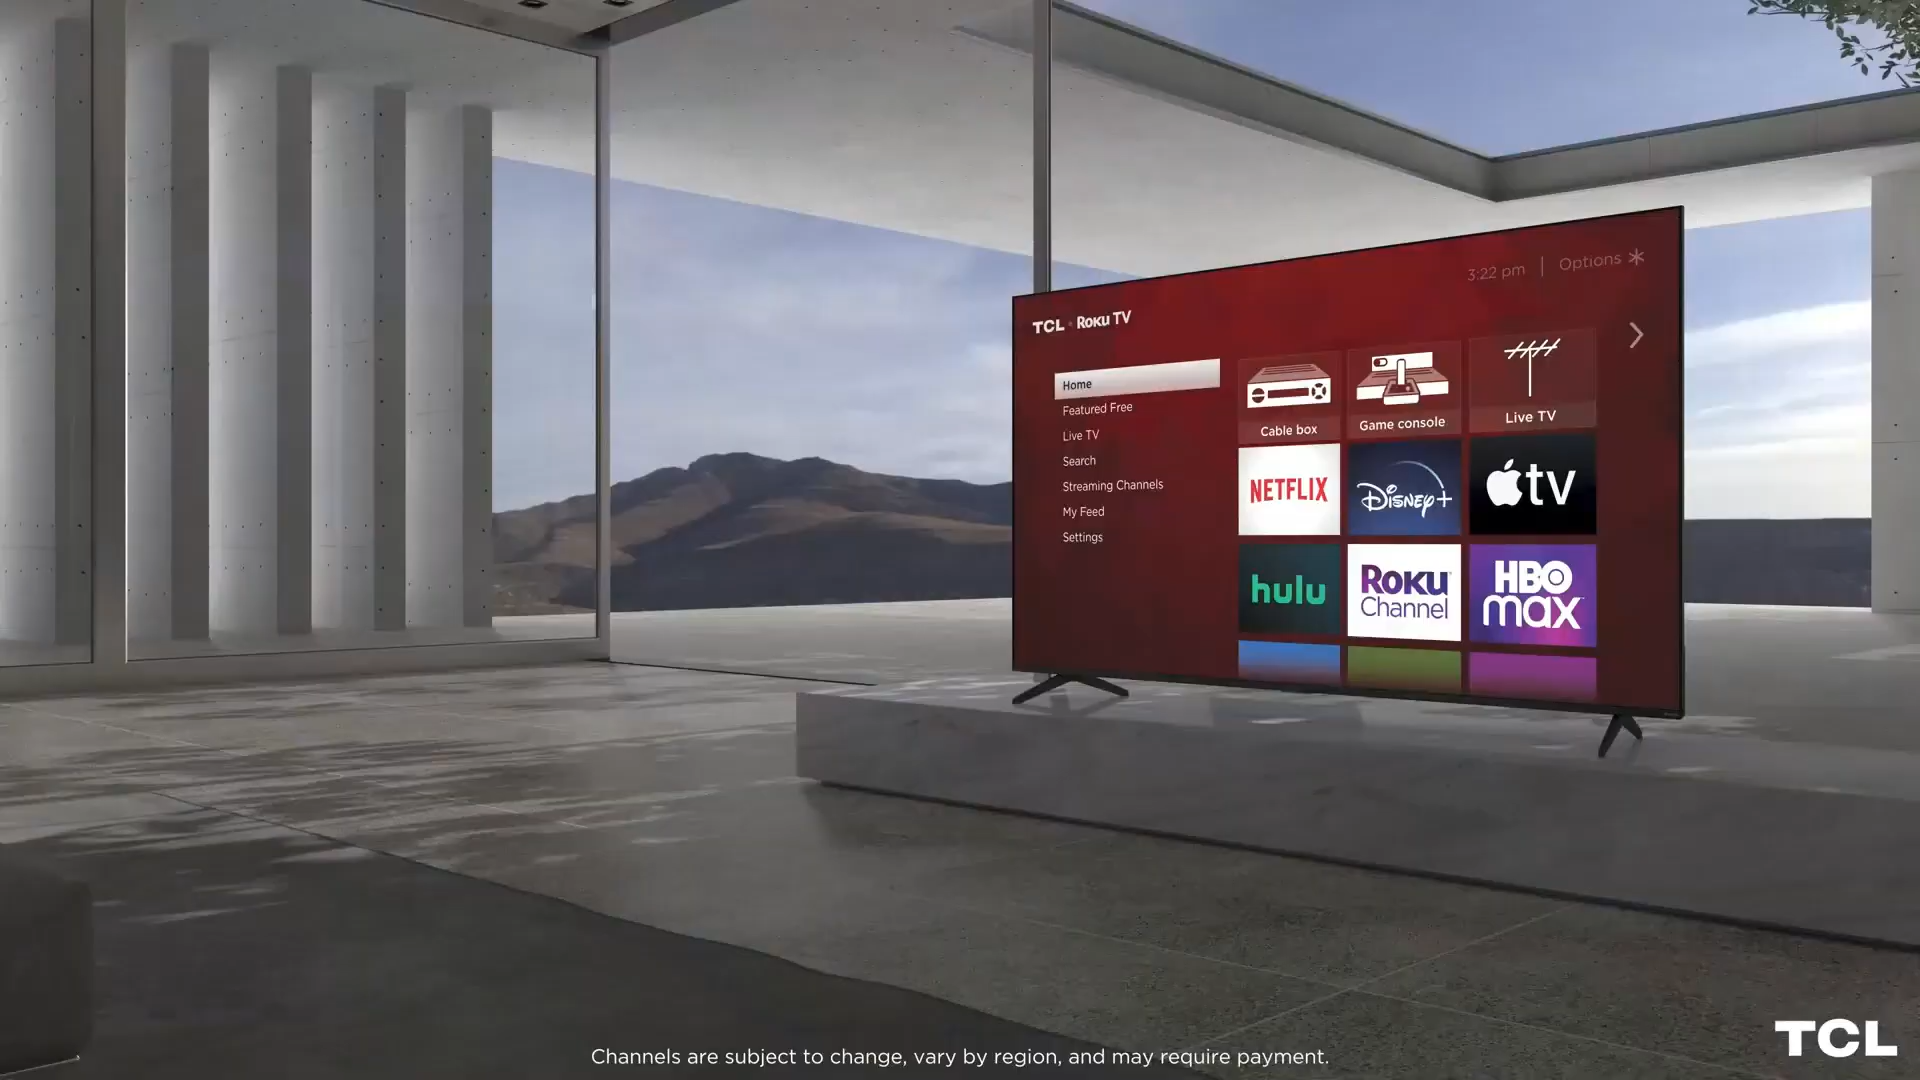 3:22 pm | Options
TCL · Roku TV
Home
Featured Free
Live TV
Search
Streaming Channels
My Feed
Settings
Cable box
Game console
Live TV
NETFLIX
Disney+
tv
hulu
Roku Channel
HBO max
Channels are subject to change, vary by region, and may require payment.
TCL